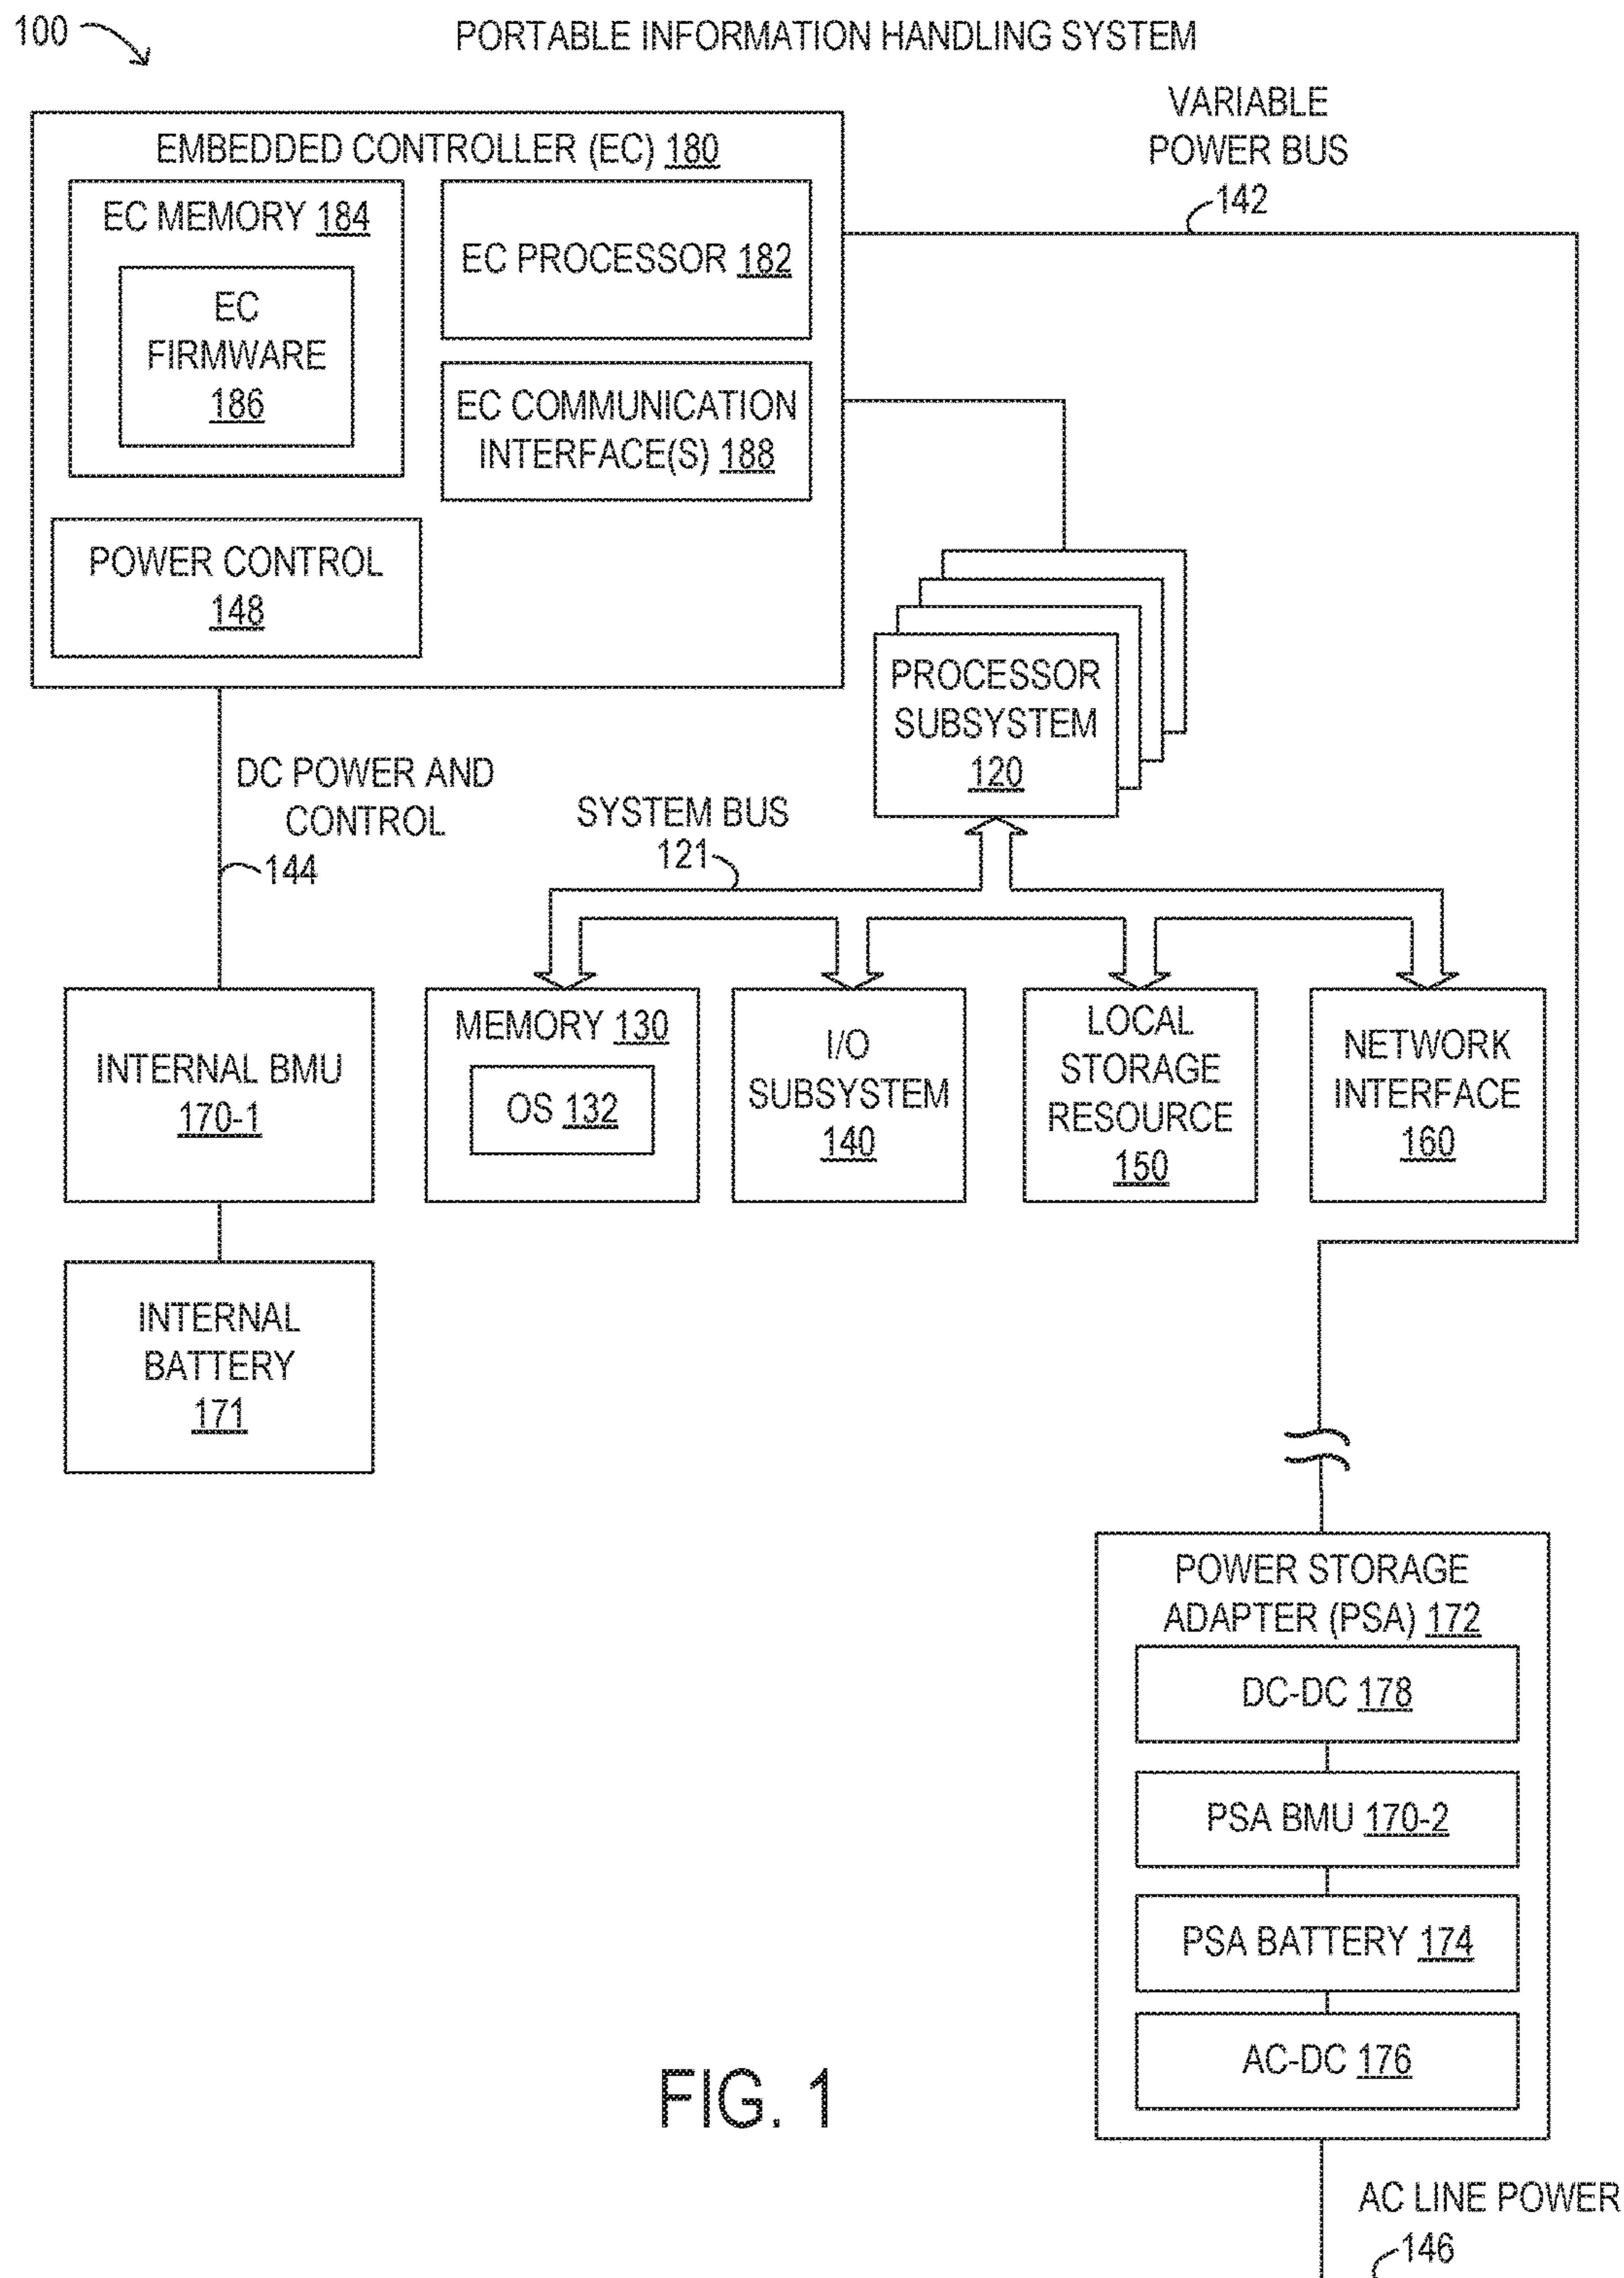 100
PORTABLE INFORMATION HANDLING SYSTEM
VARIABLE
POWER BUS
142
EMBEDDED CONTROLLER (EC) 180
EC MEMORY 184
EC
FIRMWARE
186
EC PROCESSOR 182
EC COMMUNICATION
INTERFACE(S) 188
POWER CONTROL
148
PROCESSOR
SUBSYSTEM
120
DC POWER AND
CONTROL
144
SYSTEM BUS
121
INTERNAL BMU
170-1
MEMORY 130
OS 132
I/O
SUBSYSTEM
140
LOCAL
STORAGE
RESOURCE
150
NETWORK
INTERFACE
160
INTERNAL
BATTERY
171
POWER STORAGE
ADAPTER (PSA) 172
DC-DC 178
PSA BMU 170-2
PSA BATTERY 174
AC-DC 176
FIG. 1
AC LINE POWER
146